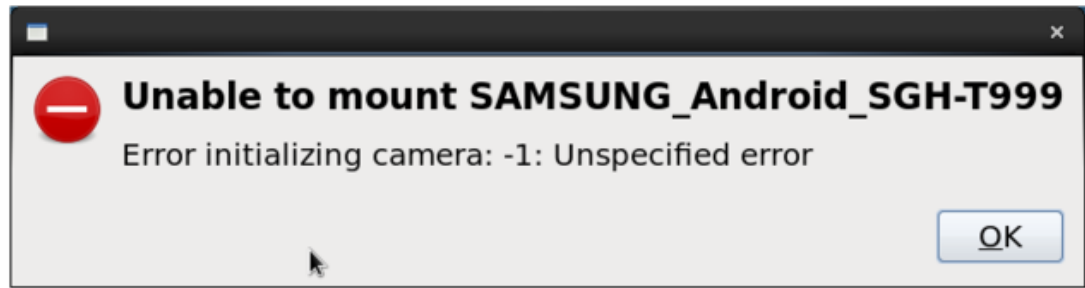 Unable to mount SAMSUNG_Android_SGH-T999
Error initializing camera: -1: Unspecified error
OK